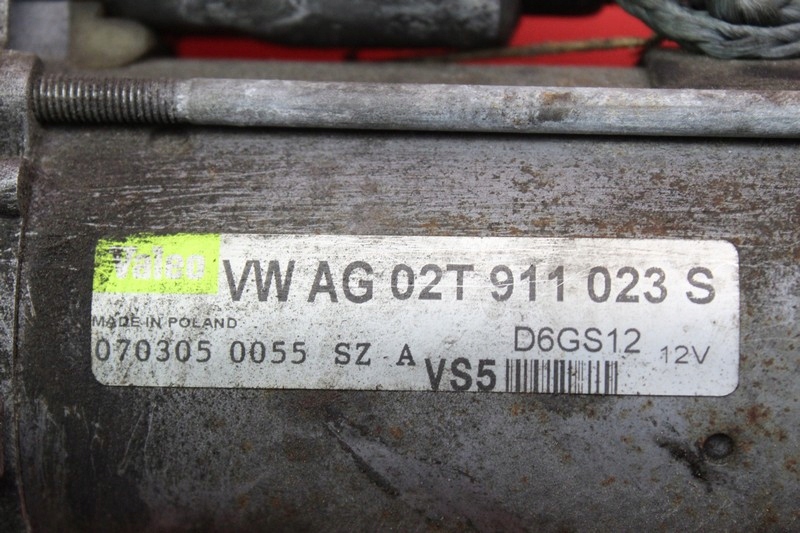 Valeo VW AG 02T 911 023 S
MADE IN POLAND
D6GS12 12V
070305 0055 SZ A VS5